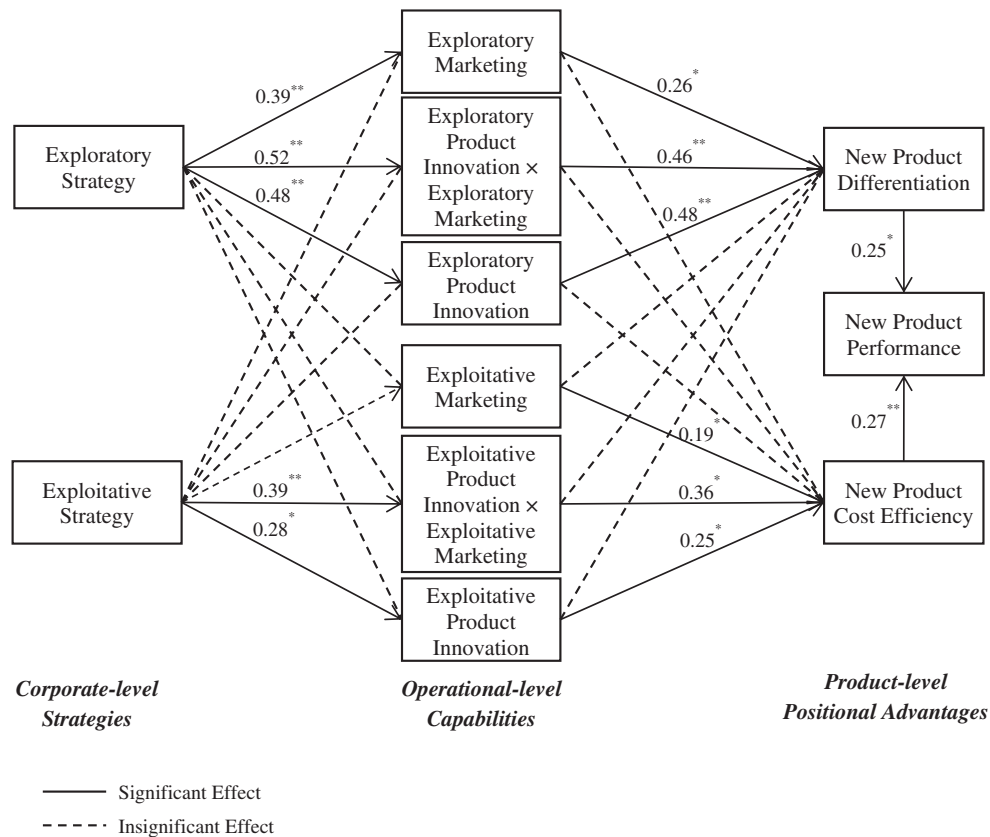 Exploratory
Marketing
0.39**
0.26*
Exploratory
Strategy
0.52**
0.48**
Exploratory
Product
Innovation ×
Exploratory
Marketing
0.46**
0.48**
New Product
Differentiation
0.25*
Exploratory
Product
Innovation
New Product
Performance
Exploitative
Marketing
0.19*
0.27**
Exploitative
Strategy
0.39**
0.28*
Exploitative
Product
Innovation ×
Exploitative
Marketing
0.36*
0.25*
New Product
Cost Efficiency
Exploitative
Product
Innovation
Corporate-level
Strategies
Operational-level
Capabilities
Product-level
Positional Advantages
Significant Effect
Insignificant Effect